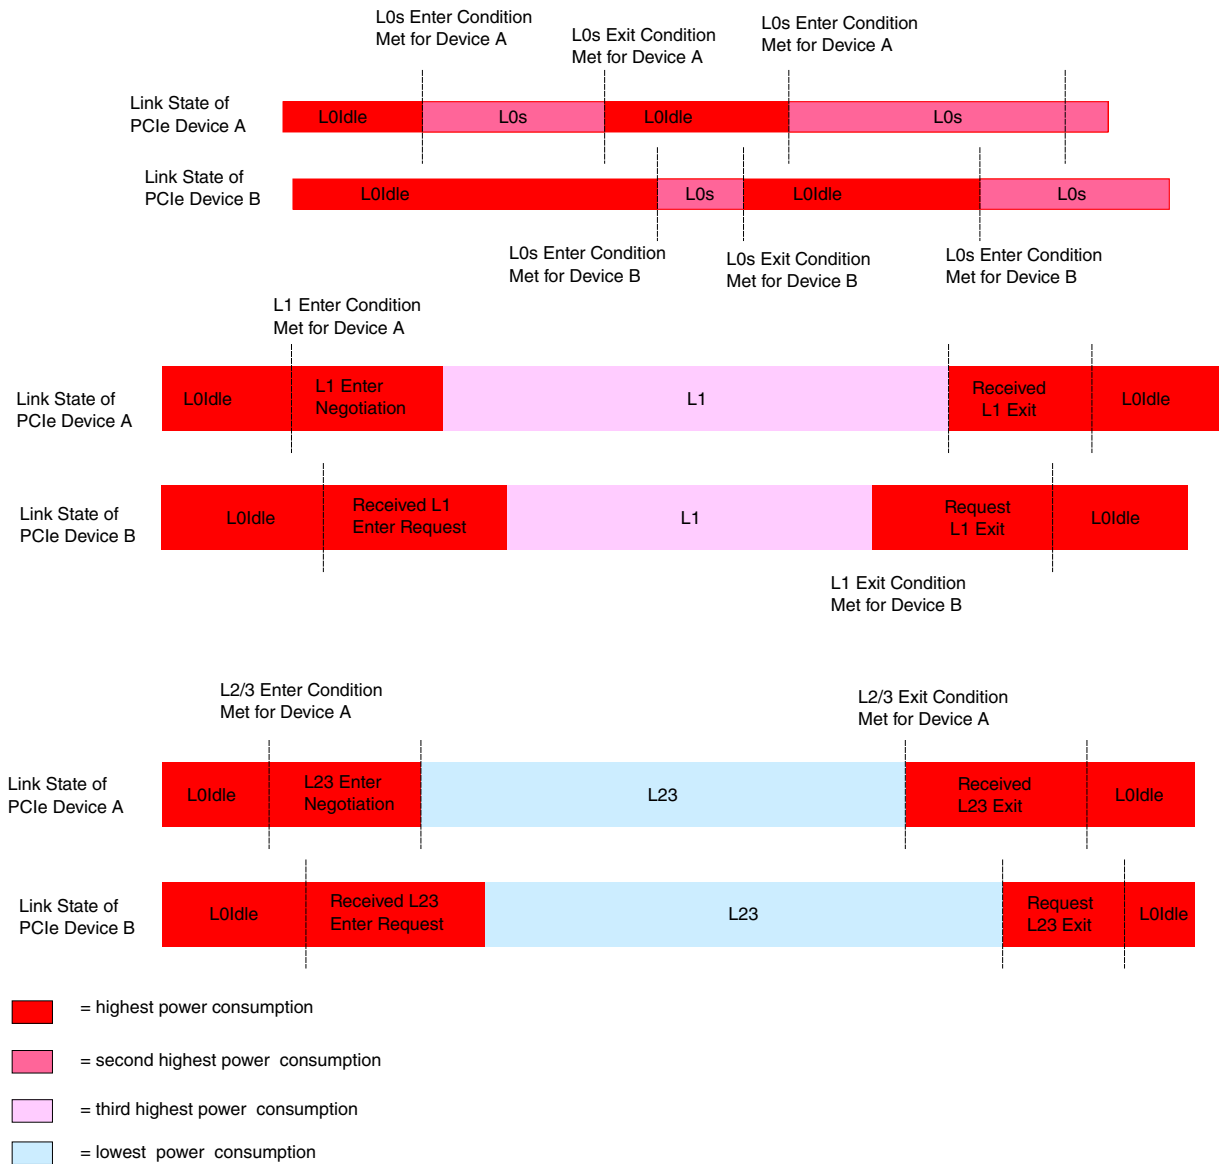 L0s Enter Condition
Met for Device A
L0s Exit Condition
Met for Device A
L0s Enter Condition
Met for Device A
Link State of
PCIe Device A
L0Idle
L0s
L0Idle
L0s
Link State of
PCIe Device B
L0Idle
L0s
L0Idle
L0s
L0s Enter Condition
Met for Device B
L0s Exit Condition
Met for Device B
L0s Enter Condition
Met for Device B
L1 Enter Condition
Met for Device A
Link State of
PCIe Device A
L0Idle
L1 Enter
Negotiation
L1
Received
L1 Exit
L0Idle
Link State of
PCIe Device B
L0Idle
Received L1
Enter Request
L1
Request
L1 Exit
L0Idle
L1 Exit Condition
Met for Device B
L2/3 Enter Condition
Met for Device A
L2/3 Exit Condition
Met for Device A
Link State of
PCIe Device A
L0Idle
L23 Enter
Negotiation
L23
Received
L23 Exit
L0Idle
Link State of
PCIe Device B
L0Idle
Received L23
Enter Request
L23
Request
L23 Exit
L0Idle
= highest power consumption
= second highest power consumption
= third highest power consumption
= lowest power consumption